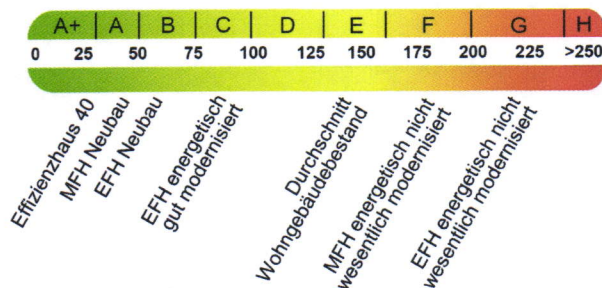 A+ A B C D E F G H
0 25 50 75 100 125 150 175 200 225 >250
Effizienzhaus 40
MFH Neubau
EFH Neubau
EFH energetisch
gut modernisiert
Durchschnitt
Wohngebäudebestand
MFH energetisch nicht
wesentlich modernisiert
EFH energetisch nicht
wesentlich modernisiert